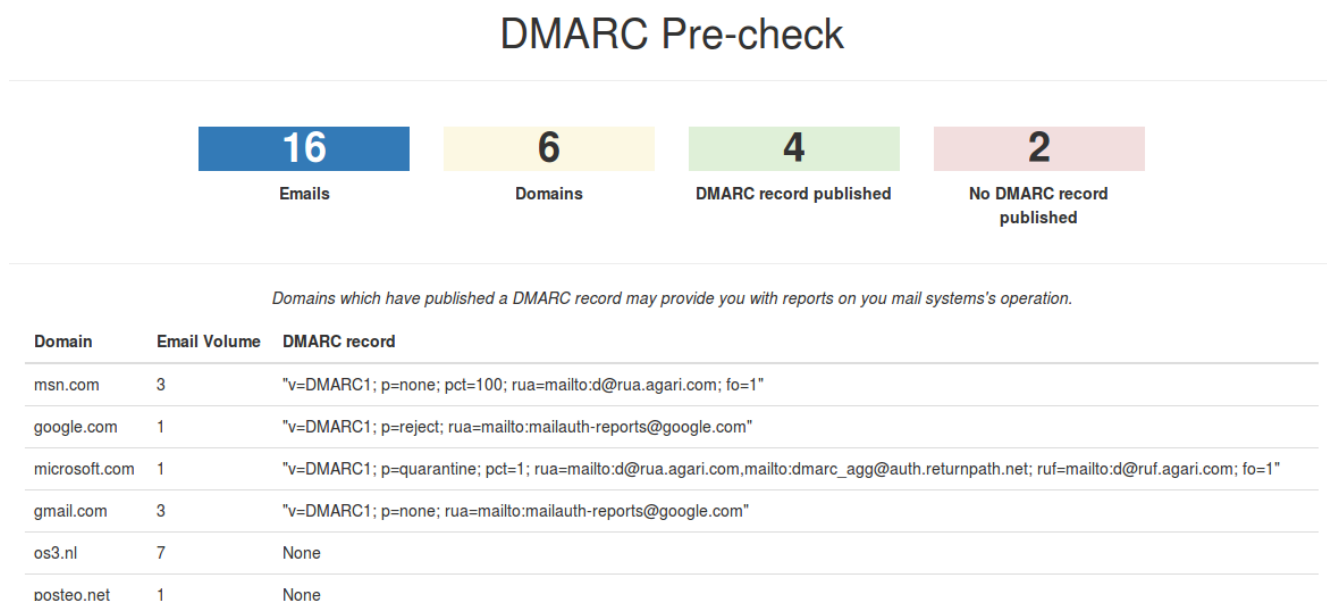 DMARC Pre-check
16 6 4 2
Emails Domains DMARC record published No DMARC record
published
Domains which have published a DMARC record may provide you with reports on you mail systems's operation.
Domain Email Volume DMARC record
msn.com 3 "v=DMARC1; p=none; pct=100; rua=mailto:d@rua.agari.com; fo=1"
google.com 1 "v=DMARC1; p=reject; rua=mailto:mailauth-reports@google.com"
microsoft.com 1 "v=DMARC1; p=quarantine; pct=1; rua=mailto:d@rua.agari.com,mailto:dmarc_agg@auth.returnpath.net; ruf=mailto:d@ruf.agari.com; fo=1"
gmail.com 3 "v=DMARC1; p=none; rua=mailto:mailauth-reports@google.com"
os3.nl 7 None
posteo.net 1 None